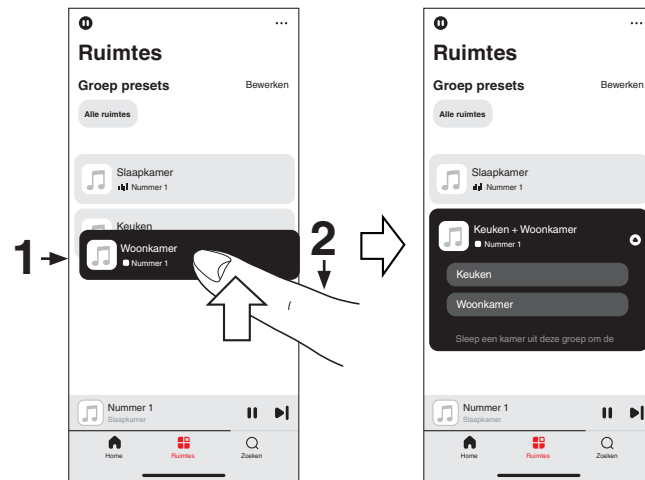 Ruimtes
Groep presets
Bewerken
Alle ruimtes
Slaapkamer
Nummer 1
Keuken
Woonkamer
Nummer 1
1
2
Nummer 1
Slaapkamer
Home
Ruimtes
Zoeken
Ruimtes
Groep presets
Bewerken
Alle ruimtes
Slaapkamer
Nummer 1
Keuken + Woonkamer
Nummer 1
Keuken
Woonkamer
Sleep een kamer uit deze groep om de
Nummer 1
Slaapkamer
Home
Ruimtes
Zoeken